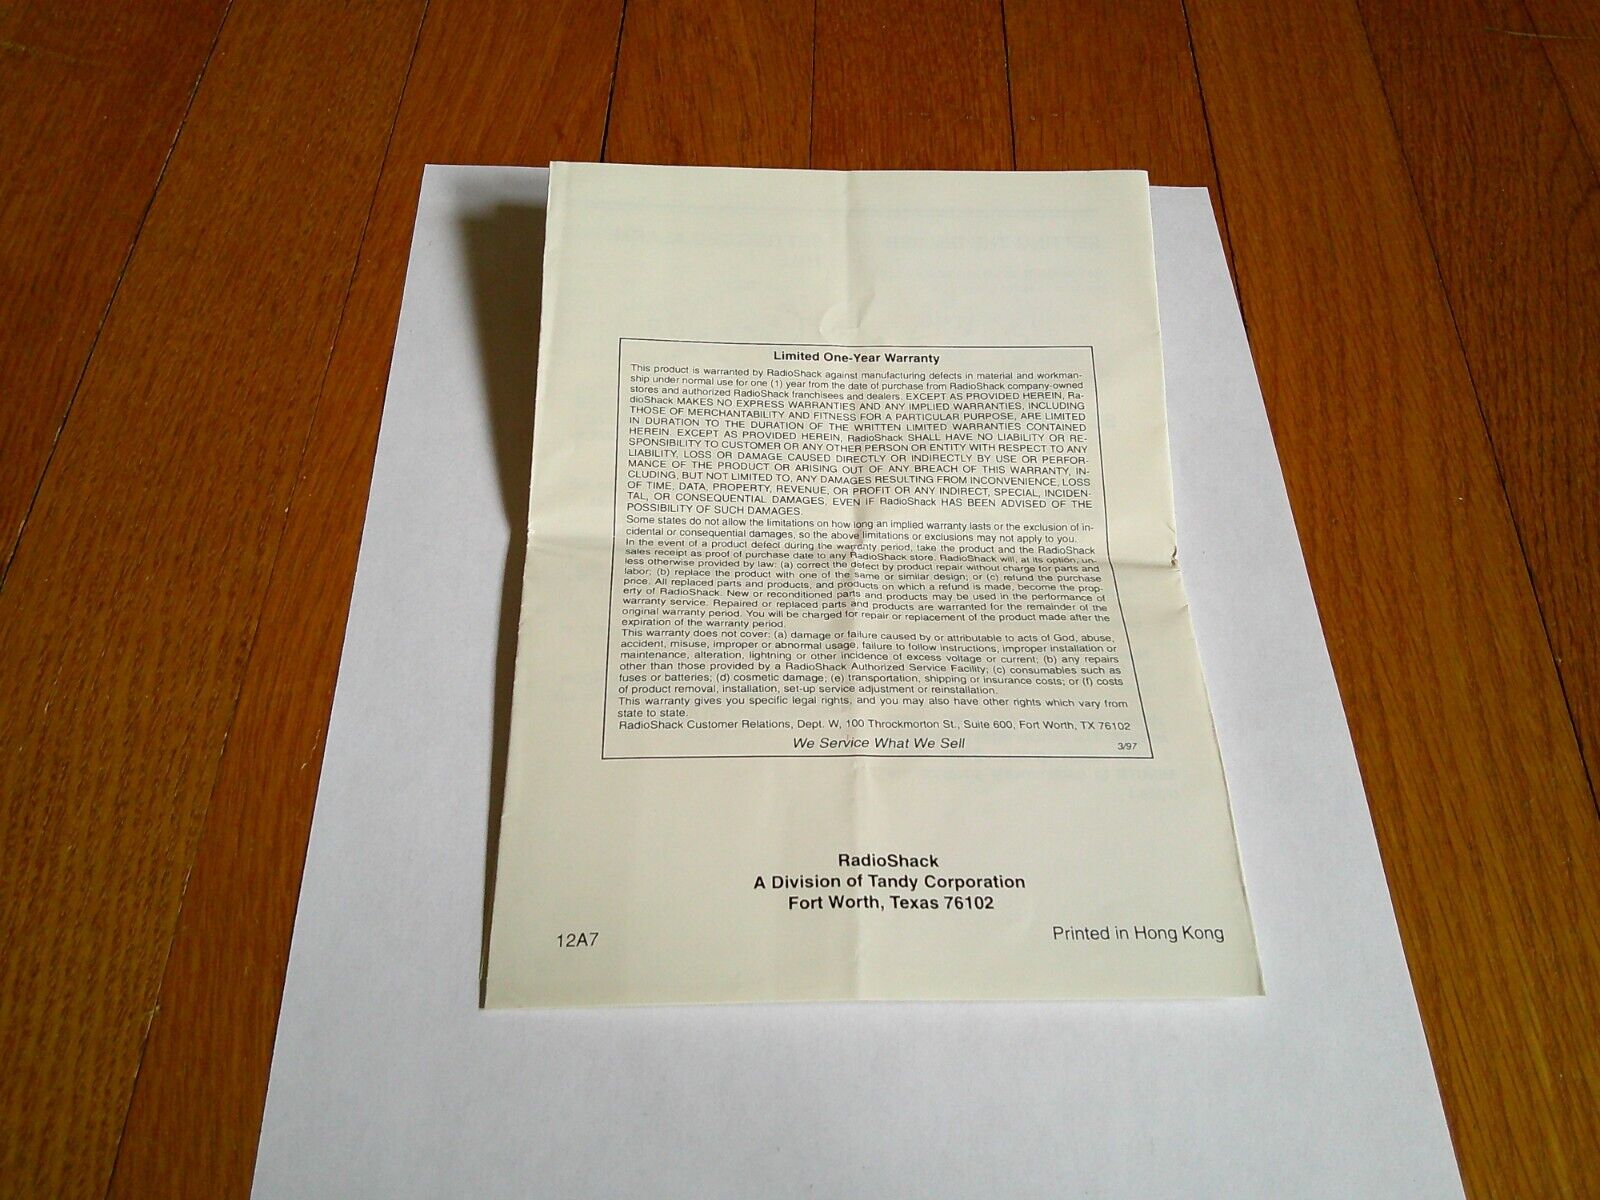 Limited One-Year Warranty
This product is warranted by RadioShack against manufacturing defects in material and workman-
ship under normal use for one (1) year from the date of purchase from RadioShack company-owned
stores and authorized RadioShack franchisees and dealers. EXCEPT AS PROVIDED HEREIN, Ra-
dioShack MAKES NO EXPRESS WARRANTIES AND ANY IMPLIED WARRANTIES, INCLUDING
THOSE OF MERCHANTABILITY AND FITNESS FOR A PARTICULAR PURPOSE, ARE LIMITED
IN DURATION TO THE DURATION OF THE WRITTEN LIMITED WARRANTIES CONTAINED
HEREIN. EXCEPT AS PROVIDED HEREIN, RadioShack SHALL HAVE NO LIABILITY OR RE-
SPONSIBILITY TO CUSTOMER OR ANY OTHER PERSON OR ENTITY WITH RESPECT TO ANY
LIABILITY, LOSS OR DAMAGE CAUSED DIRECTLY OR INDIRECTLY BY USE OR PERFOR-
MANCE OF THE PRODUCT OR ARISING OUT OF ANY BREACH OF THIS WARRANTY, IN-
CLUDING, BUT NOT LIMITED TO, ANY DAMAGES RESULTING FROM INCONVENIENCE, LOSS
OF TIME, DATA, PROPERTY, REVENUE, OR PROFIT OR ANY INDIRECT, SPECIAL, INCIDEN-
TAL, OR CONSEQUENTIAL DAMAGES, EVEN IF RadioShack HAS BEEN ADVISED OF THE
POSSIBILITY OF SUCH DAMAGES.
Some states do not allow the limitations on how long an implied warranty lasts or the exclusion of in-
cidental or consequential damages, so the above limitations or exclusions may not apply to you.
In the event of a product defect during the warranty period, take the product and the RadioShack
sales receipt as proof of purchase date to any RadioShack store. RadioShack will, at its option, un-
less otherwise provided by law: (a) correct the defect by product repair without charge for parts and
labor; (b) replace the product with one of the same or similar design; or (c) refund the purchase
price. All replaced parts and products, and products on which a refund is made, become the prop-
erty of RadioShack. New or reconditioned parts and products may be used in the performance of
warranty service. Repaired or replaced parts and products are warranted for the remainder of the
original warranty period. You will be charged for repair or replacement of the product made after the
expiration of the warranty period.
This warranty does not cover: (a) damage or failure caused by or attributable to acts of God, abuse,
accident, misuse, improper or abnormal usage, failure to follow instructions, improper installation or
maintenance, alteration, lightning or other incidence of excess voltage or current; (b) any repairs
other than those provided by a RadioShack Authorized Service Facility; (c) consumables such as
fuses or batteries; (d) cosmetic damage; (e) transportation, shipping or insurance costs; or (f) costs
of product removal, installation, set-up service adjustment or reinstallation.
This warranty gives you specific legal rights, and you may also have other rights which vary from
state to state.
RadioShack Customer Relations, Dept. W, 100 Throckmorton St., Suite 600, Fort Worth, TX 76102
We Service What We Sell
3/97
RadioShack
A Division of Tandy Corporation
Fort Worth, Texas 76102
12A7
Printed in Hong Kong